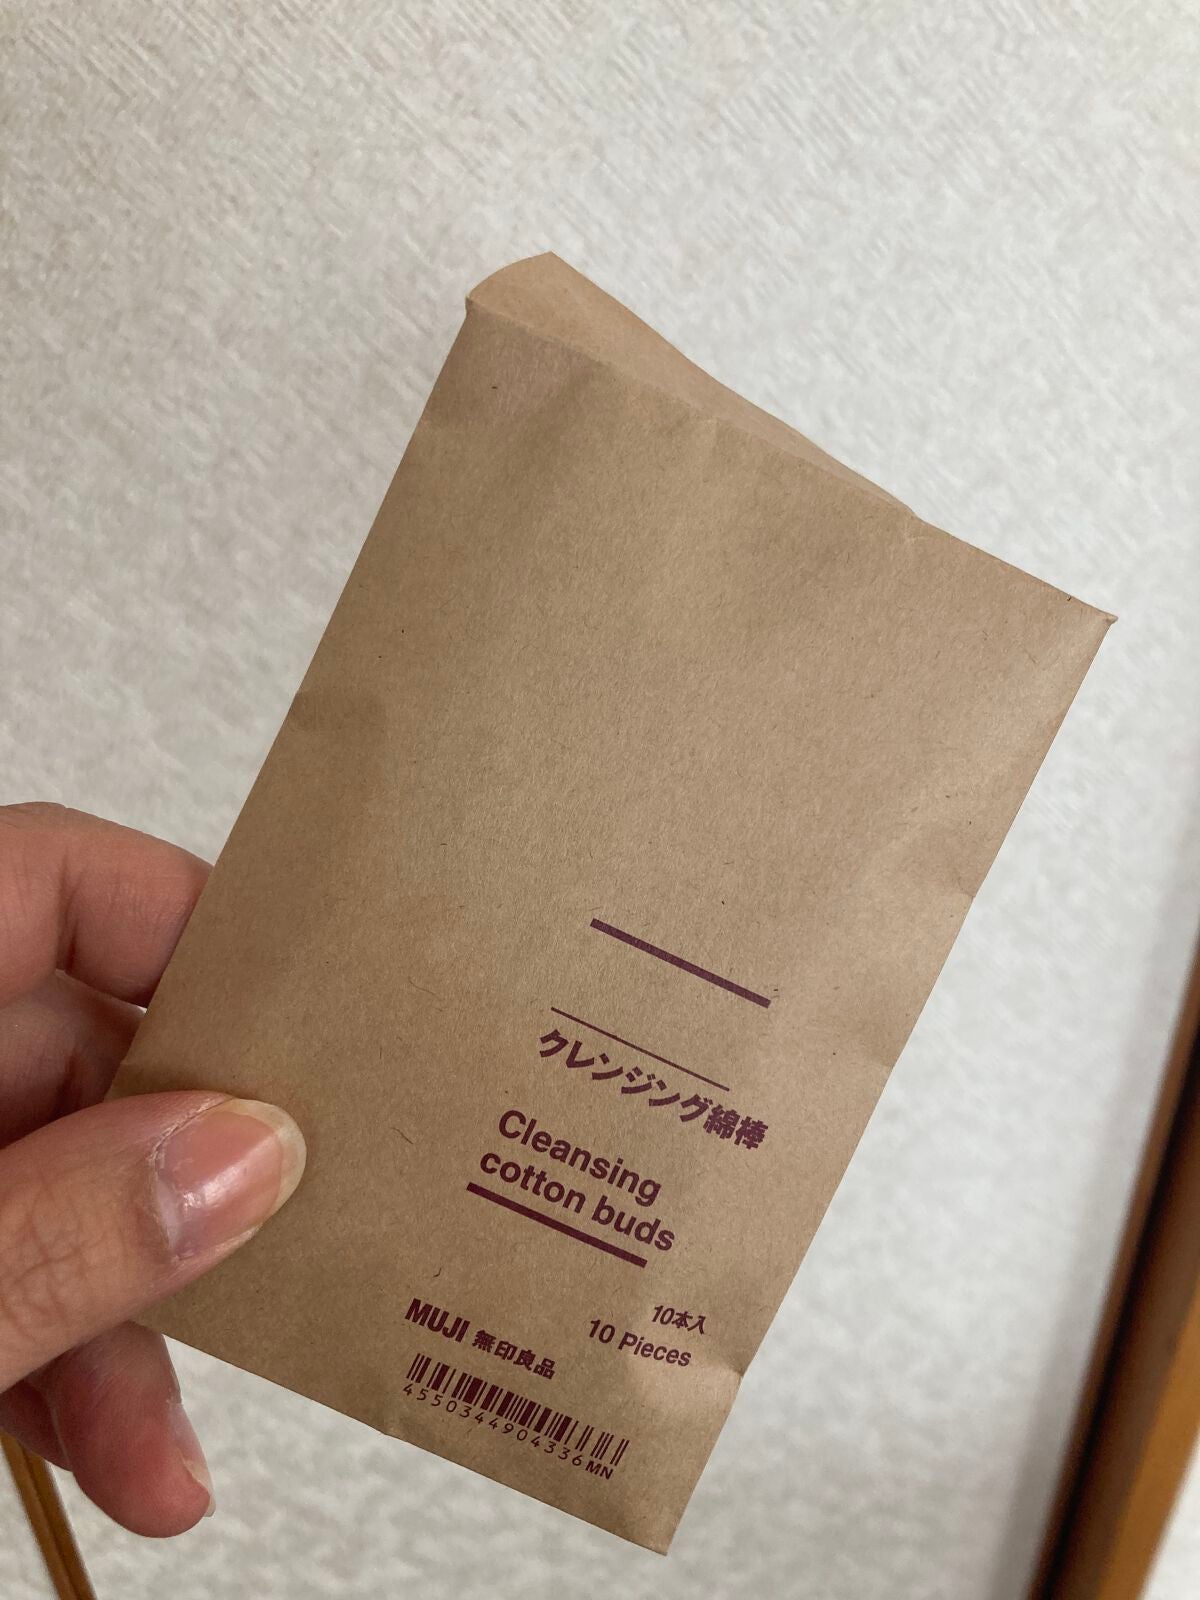 クレンジング綿棒
Cleansing
cotton buds
10本入
10 Pieces
MUJI 無印良品
4550344904336MN